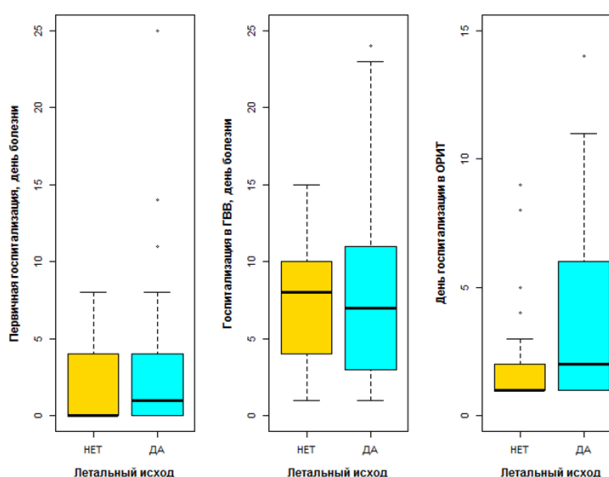 Первичная госпитализация, день болезни
25
20
15
10
5
0
НЕТ ДА
Летальный исход
Госпитализация в ГВВ, день болезни
25
20
15
10
5
0
НЕТ ДА
Летальный исход
День госпитализации в ОРИТ
15
10
5
0
НЕТ ДА
Летальный исход